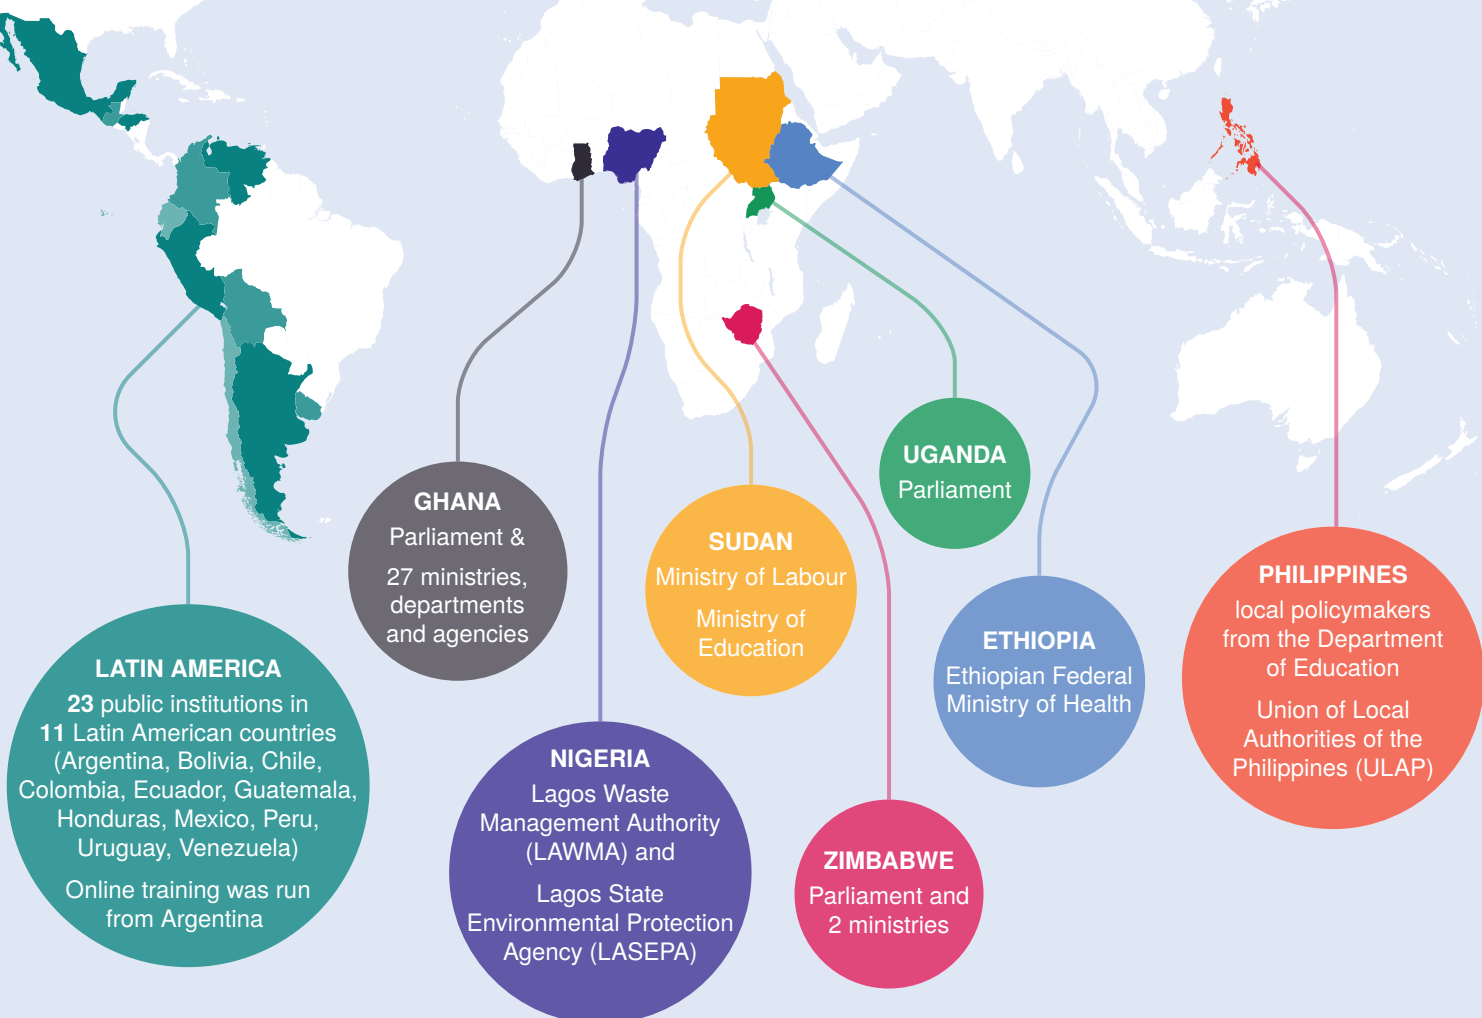 LATIN AMERICA
23 public institutions in
11 Latin American countries
(Argentina, Bolivia, Chile,
Colombia, Ecuador, Guatemala,
Honduras, Mexico, Peru,
Uruguay, Venezuela)
Online training was run
from Argentina
GHANA
Parliament &
27 ministries,
departments
and agencies
NIGERIA
Lagos Waste
Management Authority
(LAWMA) and
Lagos State
Environmental Protection
Agency (LASEPA)
SUDAN
Ministry of Labour
Ministry of
Education
ZIMBABWE
Parliament and
2 ministries
UGANDA
Parliament
ETHIOPIA
Ethiopian Federal
Ministry of Health
PHILIPPINES
local policymakers
from the Department
of Education
Union of Local
Authorities of the
Philippines (ULAP)